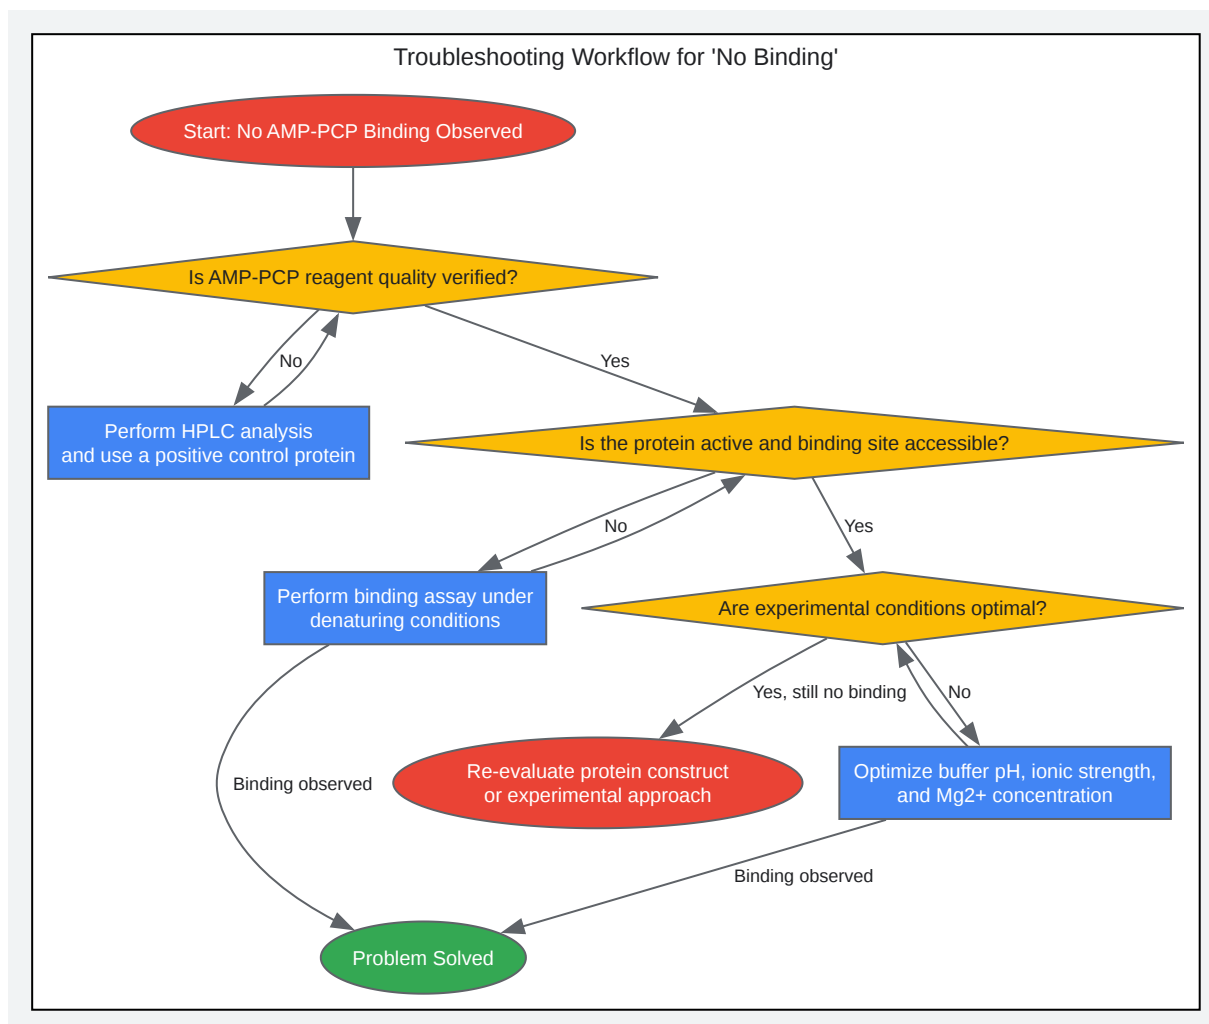 Troubleshooting Workflow for 'No Binding'
Start: No AMP-PCP Binding Observed
Is AMP-PCP reagent quality verified?
No
Yes
Perform HPLC analysis
and use a positive control protein
Is the protein active and binding site accessible?
No
Yes
Perform binding assay under
denaturing conditions
Are experimental conditions optimal?
Yes, still no binding
No
Re-evaluate protein construct
or experimental approach
Optimize buffer pH, ionic strength,
and Mg2+ concentration
Binding observed
Binding observed
Problem Solved